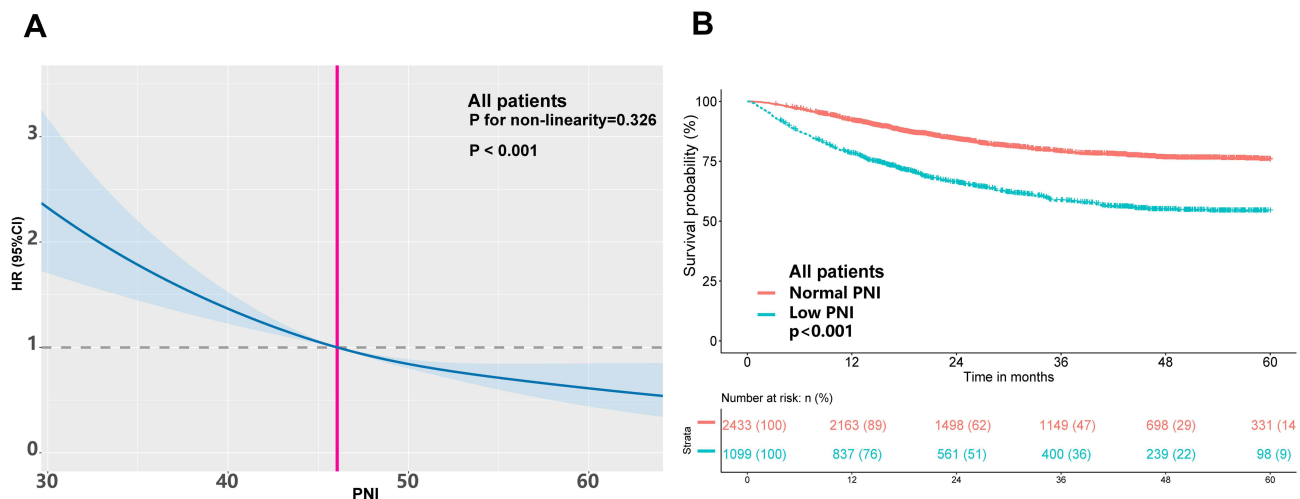 A
All patients
P for non-linearity=0.326
P < 0.001
HR (95%CI)
3
2
1
0
30
40
50
60
PNI
B
Survival probability (%)
100
75
50
25
0
All patients
Normal PNI
Low PNI
p<0.001
0 12 24 36 48 60
Time in months
Number at risk: n (%)
Strata
2433 (100) 2163 (89) 1498 (62) 1149 (47) 698 (29) 331 (14
1099 (100) 837 (76) 561 (51) 400 (36) 239 (22) 98 (9)
0 12 24 36 48 60